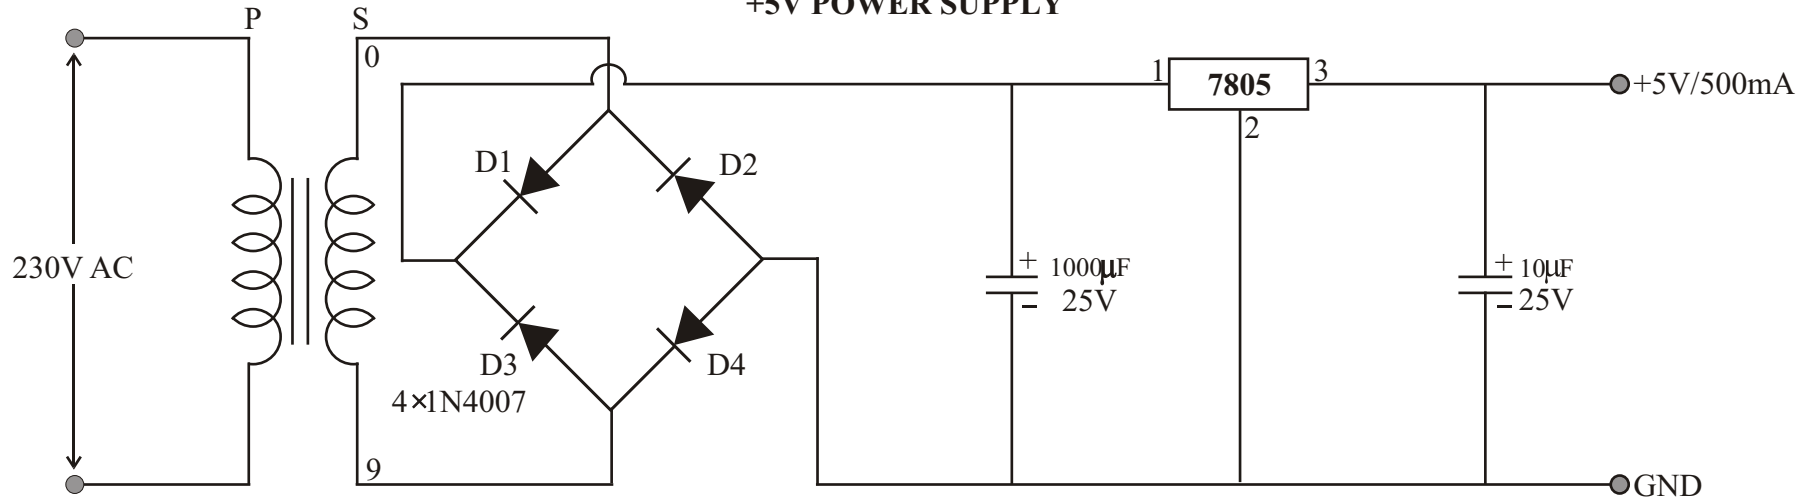 +5V POWER SUPPLY
P
S
0
1
7805
3
+5V/500mA
2
D1
D2
230V AC
+ 1000µF
– 25V
+ 10µF
– 25V
D3
D4
4×1N4007
9
GND